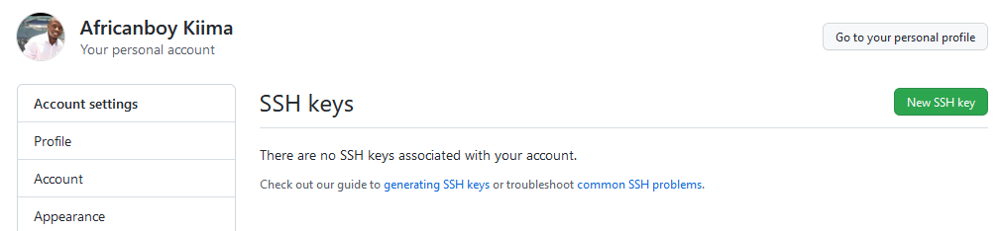 Africanboy Kiima
Your personal account
Go to your personal profile
Account settings
Profile
Account
Appearance
SSH keys
New SSH key
There are no SSH keys associated with your account.
Check out our guide to generating SSH keys or troubleshoot common SSH problems.